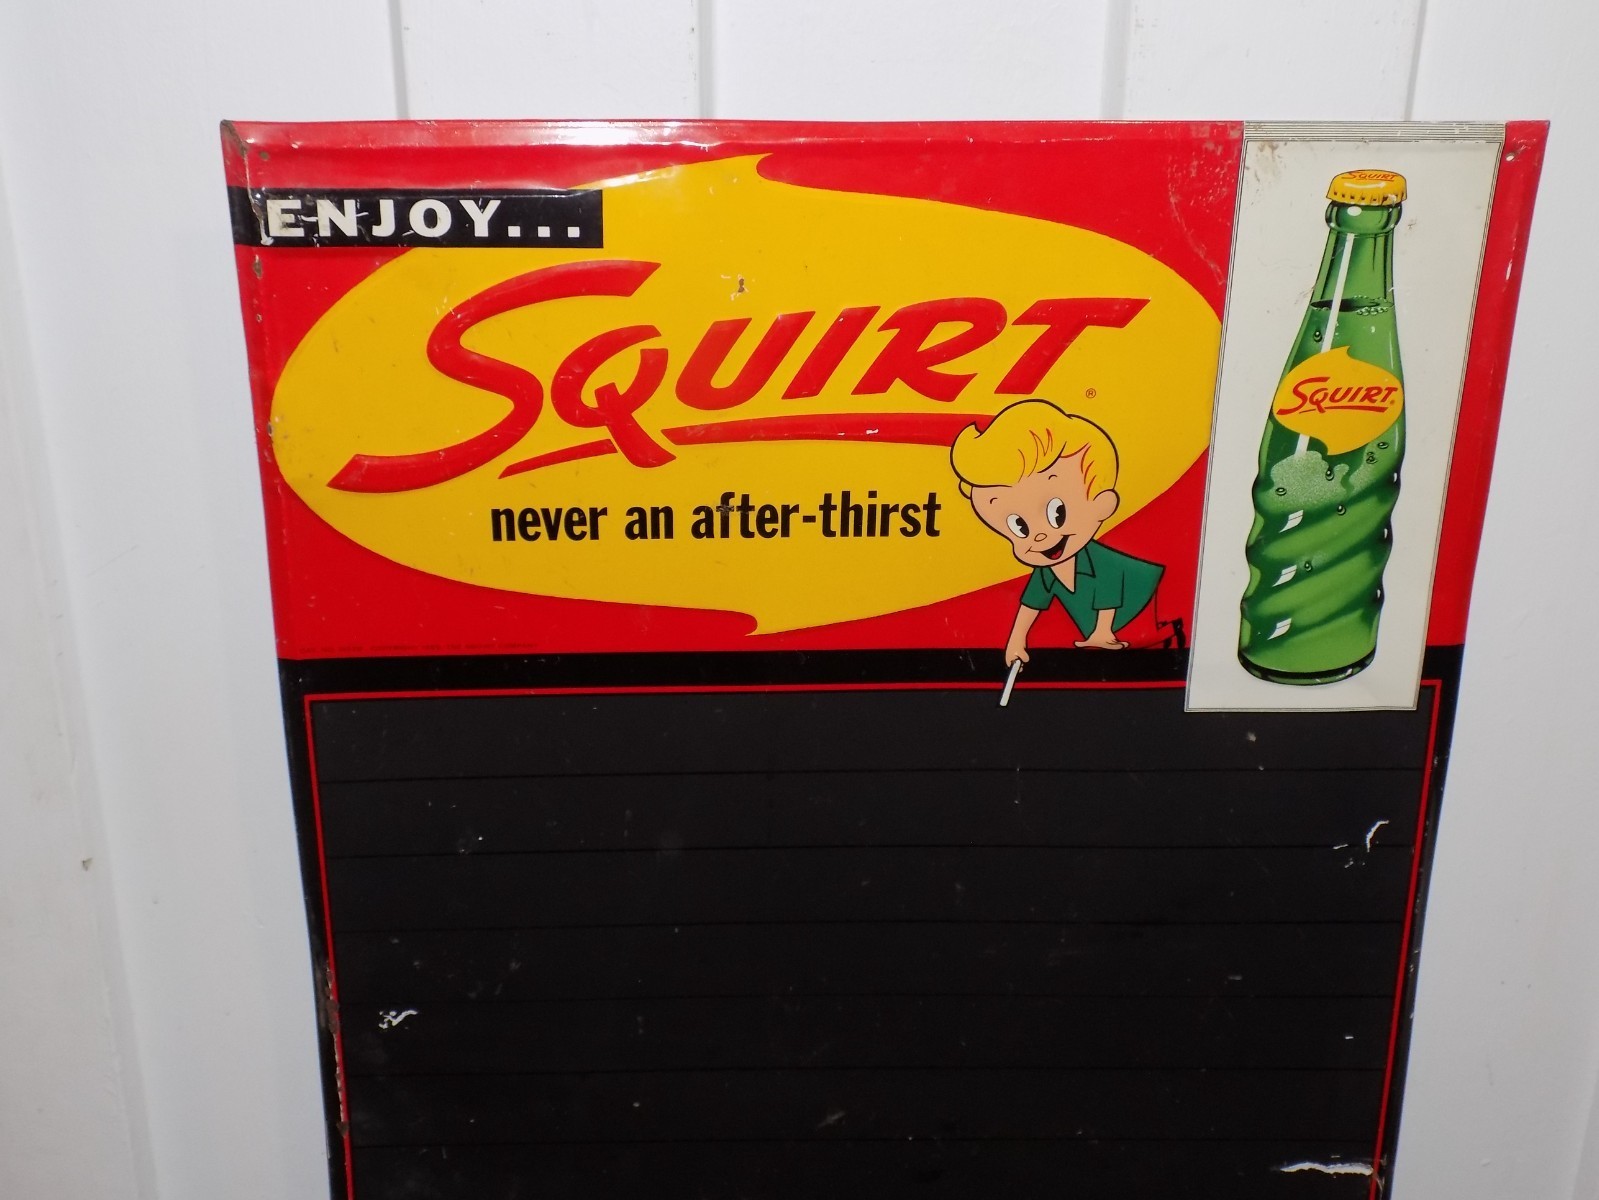 ENJOY...
SQUIRT®
never an after-thirst
SQUIRT
SQUIRT